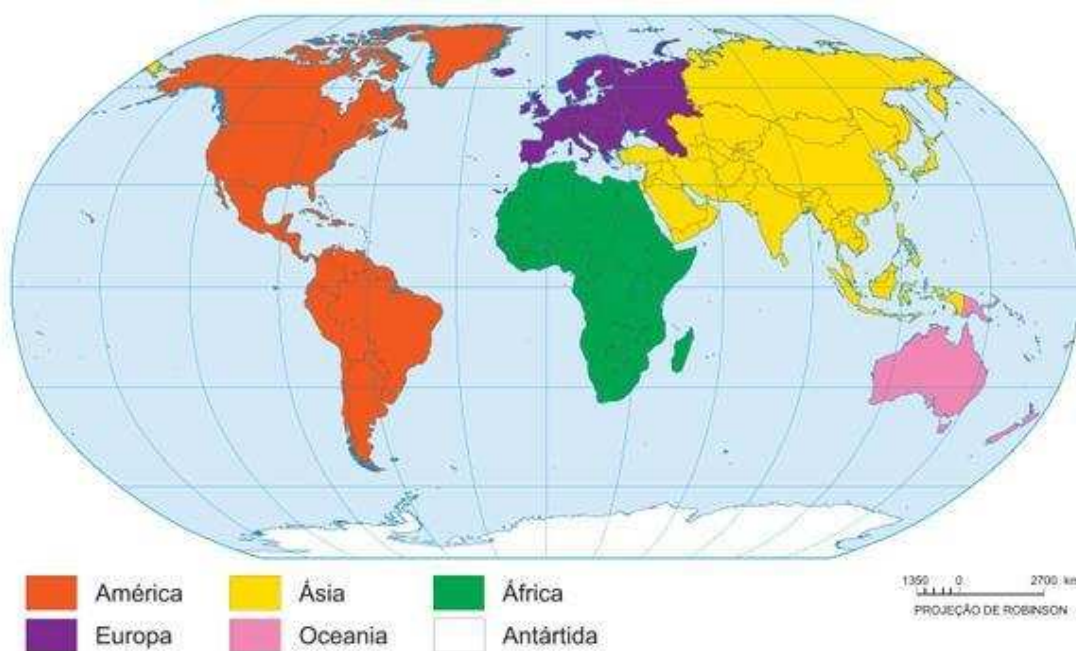 América
Ásia
África
Europa
Oceania
Antártida
1350 0 2700 km
PROJEÇÃO DE ROBINSON